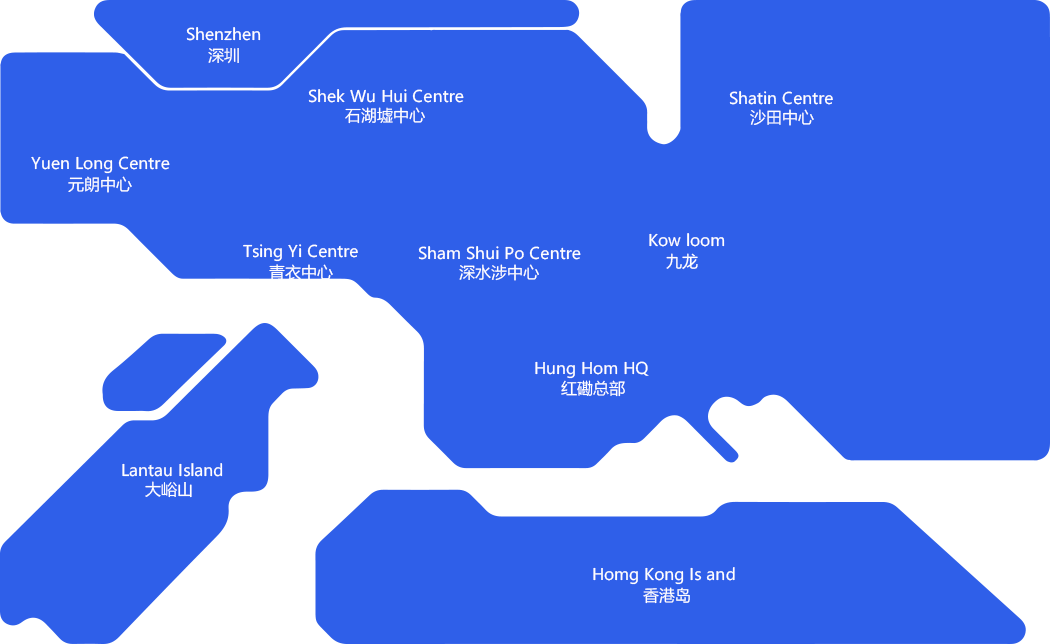 Shenzhen
深圳
Shek Wu Hui Centre
石湖墟中心
Shatin Centre
沙田中心
Yuen Long Centre
元朗中心
Tsing Yi Centre
青衣中心
Sham Shui Po Centre
深水涉中心
Kow loom
九龙
Hung Hom HQ
红磡总部
Lantau Island
大峪山
Homg Kong Is and
香港岛